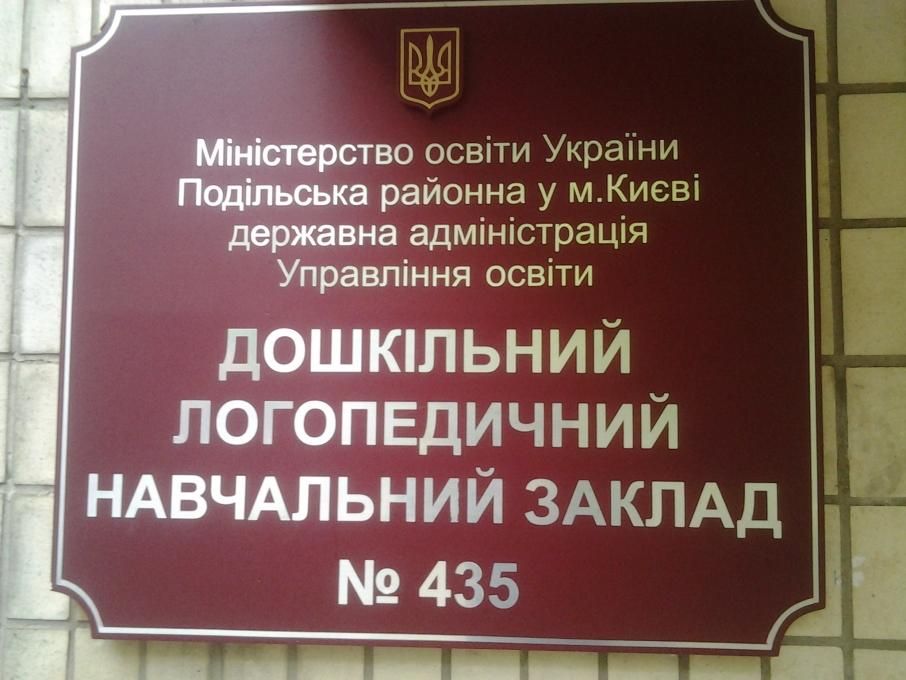 Міністерство освіти України
Подільська районна у м.Києві
державна адміністрація
Управління освіти
ДОШКІЛЬНИЙ
ЛОГОПЕДИЧНИЙ
НАВЧАЛЬНИЙ ЗАКЛАД
№ 435